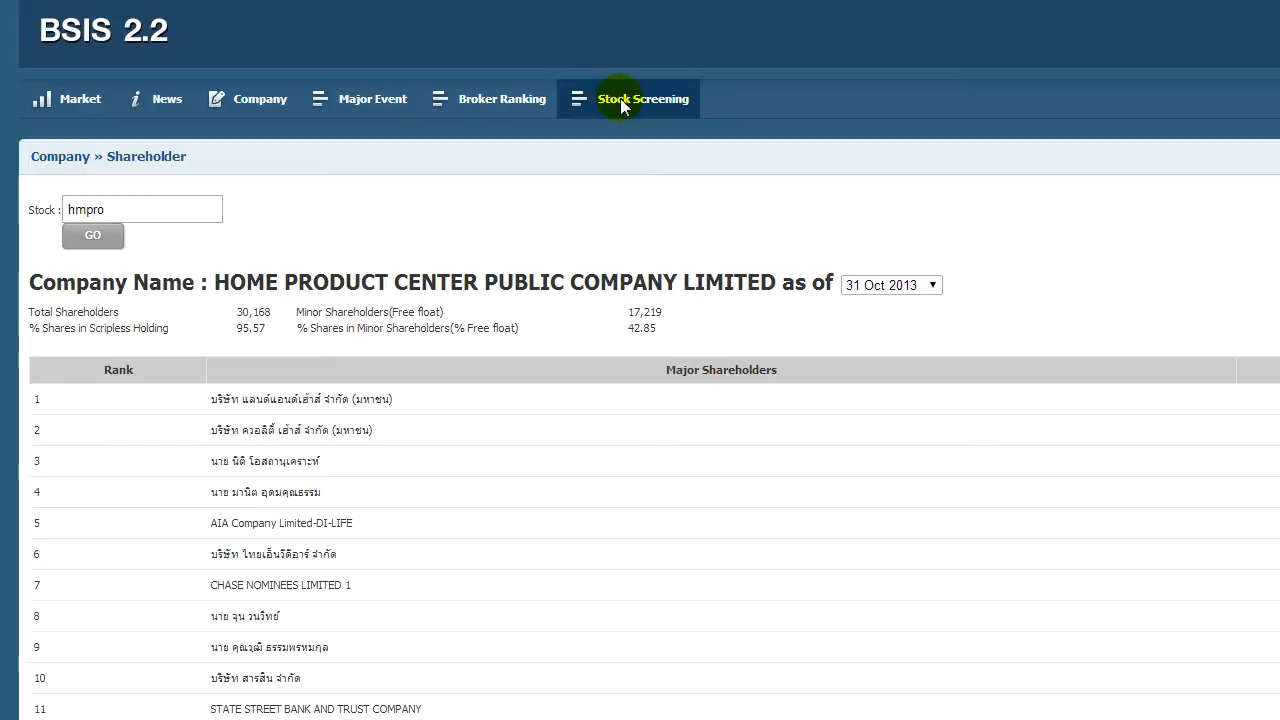 BSIS 2.2
Market News Company Major Event Broker Ranking Stock Screening
Company » Shareholder
Stock : hmpro
GO
Company Name : HOME PRODUCT CENTER PUBLIC COMPANY LIMITED as of 31 Oct 2013
Total Shareholders 30,168 Minor Shareholders(Free float) 17,219
% Shares in Scripless Holding 95.57 % Shares in Minor Shareholders(% Free float) 42.85
Rank Major Shareholders
1 บริษัท แลนด์แอนด์เฮ้าส์ จำกัด (มหาชน)
2 บริษัท ควอลิตี้ เฮ้าส์ จำกัด (มหาชน)
3 นาย นิติ โอสถานุเคราะห์
4 นาย มานิต อุดมคุณธรรม
5 AIA Company Limited-DI-LIFE
6 บริษัท ไทยเอ็นวีดีอาร์ จำกัด
7 CHASE NOMINEES LIMITED 1
8 นาย จุน วนวิทย์
9 นาย คุณวุฒิ ธรรมพรหมกุล
10 บริษัท สารสิน จำกัด
11 STATE STREET BANK AND TRUST COMPANY